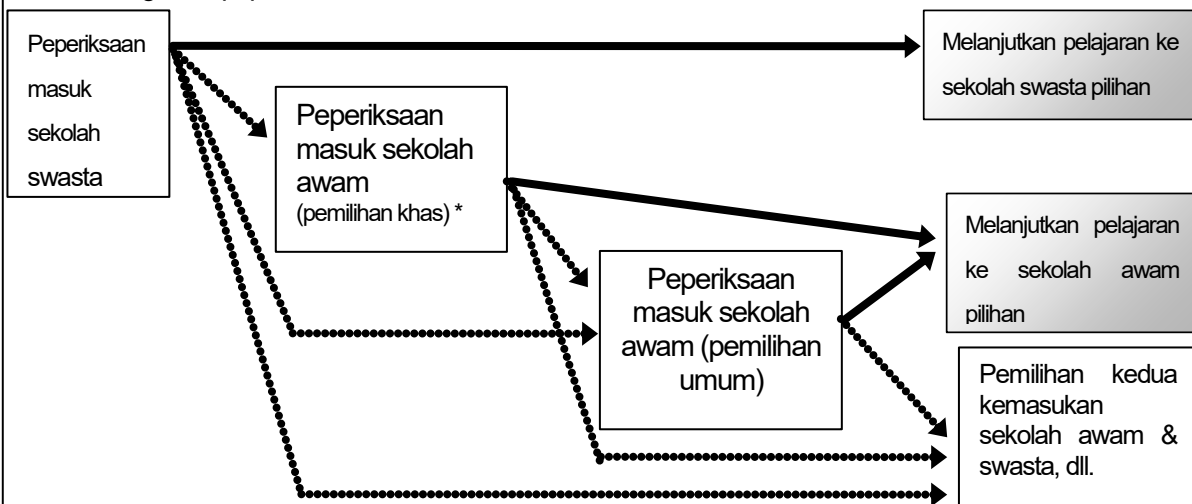 Peperiksaan
masuk
sekolah
swasta
Melanjutkan pelajaran ke
sekolah swasta pilihan
Peperiksaan
masuk sekolah
awam
(pemilihan khas) *
Melanjutkan pelajaran
ke sekolah awam
pilihan
Peperiksaan
masuk sekolah
awam (pemilihan
umum)
Pemilihan kedua
kemasukan
sekolah awam &
swasta, dll.